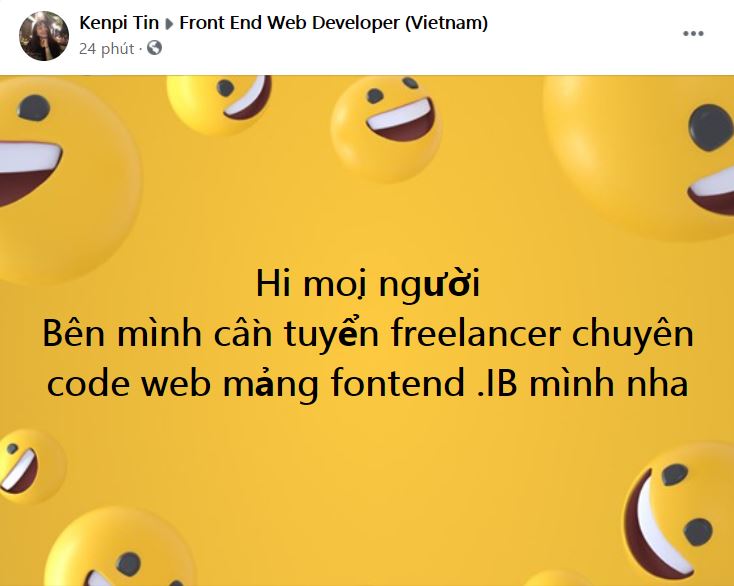 Kenpi Tin ▸ Front End Web Developer (Vietnam)
24 phút ·
Hi mọi người
Bên mình cần tuyển freelancer chuyên
code web mảng fontend .IB mình nha